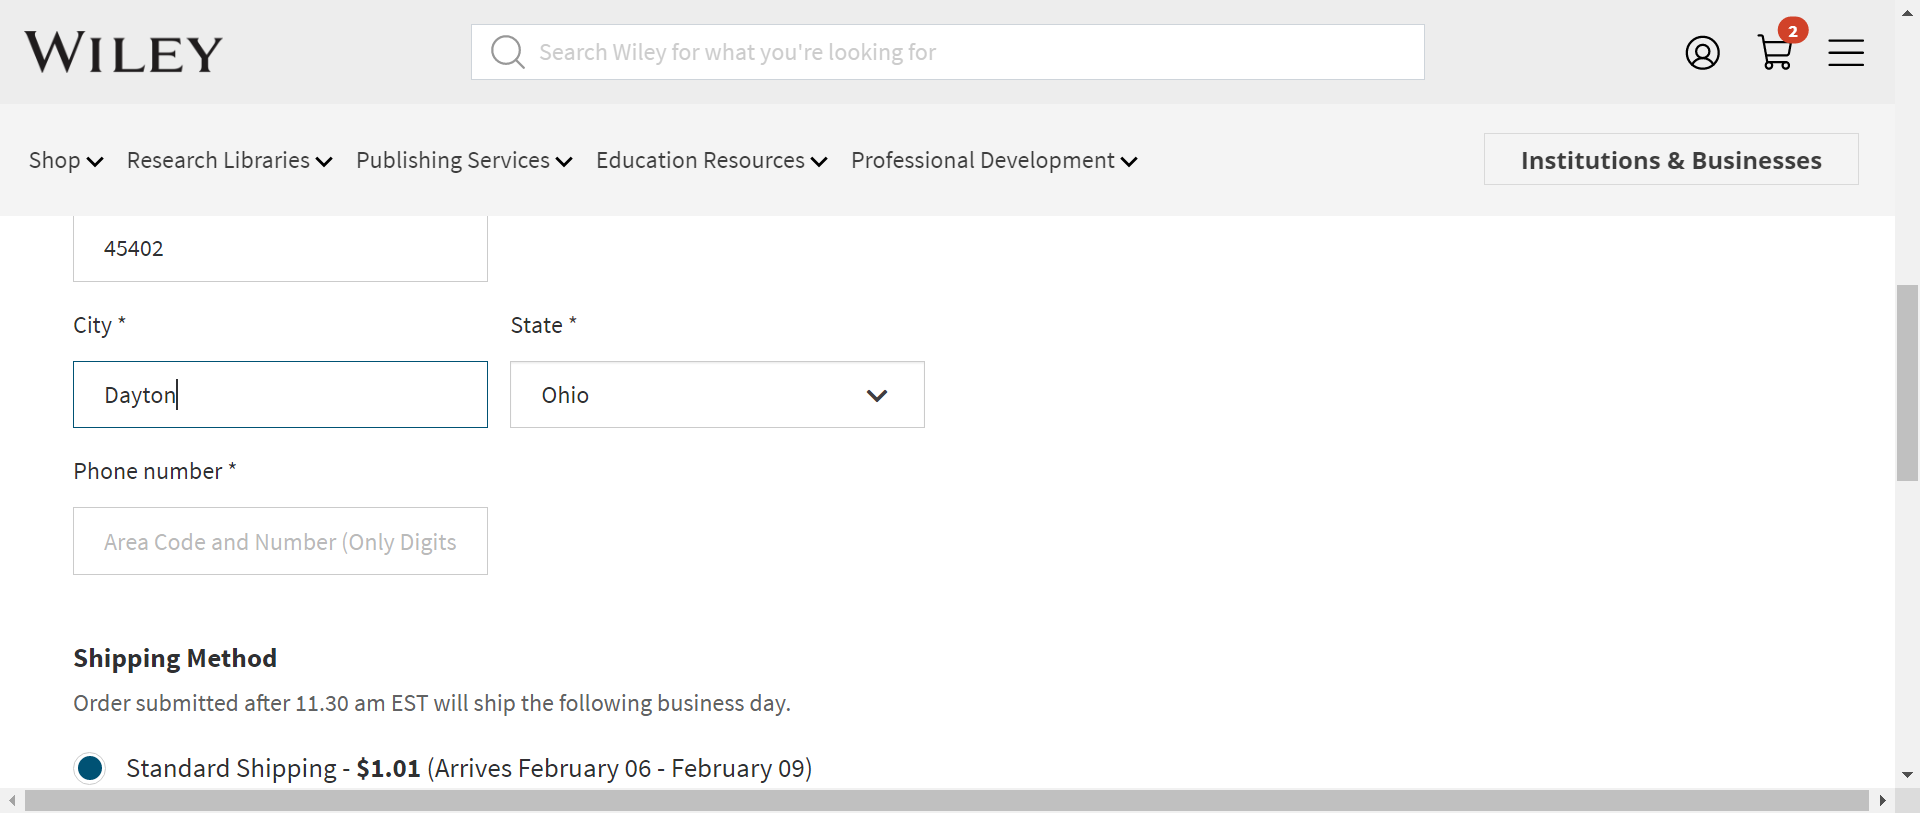 WILEY
Search Wiley for what you're looking for
2
Shop
Research Libraries
Publishing Services
Education Resources
Professional Development
Institutions & Businesses
45402
City *
State *
Dayton
Ohio
Phone number *
Area Code and Number (Only Digits
Shipping Method
Order submitted after 11.30 am EST will ship the following business day.
Standard Shipping - $1.01 (Arrives February 06 - February 09)